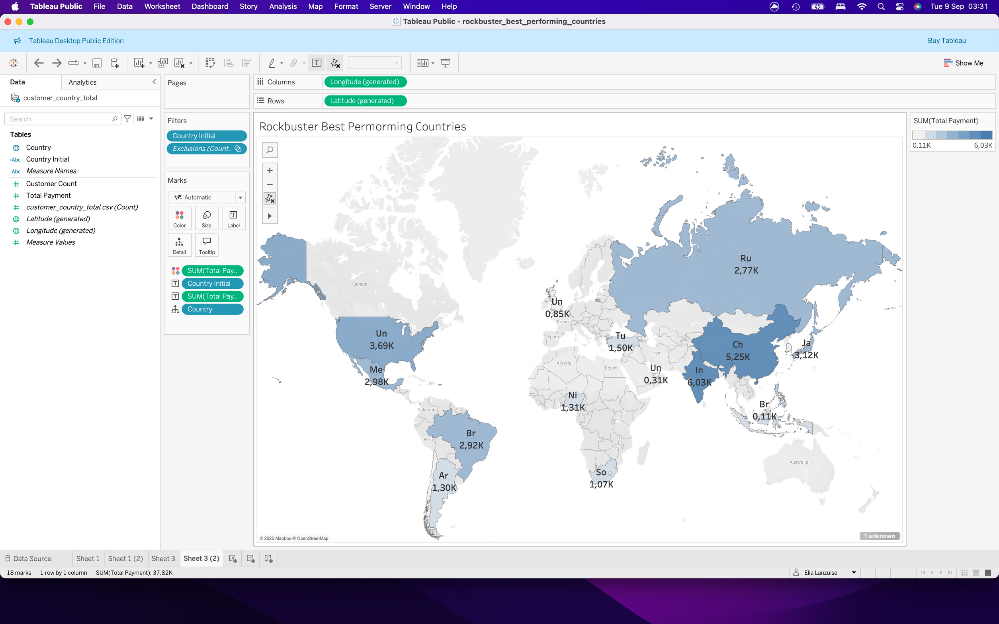 Tableau Public File Data Worksheet Dashboard Story Analysis Map Format Server Window Help Tue 9 Sep 03:31
Tableau Public - rockbuster_best_performing_countries
Tableau Desktop Public Edition Buy Tableau
Show Me
Data Analytics
customer_country_total
Search
Tables
Country
=Abc Country Initial
Abc Measure Names
Customer Count
Total Payment
customer_country_total.csv (Count)
Latitude (generated)
Longitude (generated)
Measure Values
Pages
Filters
Country Initial
Exclusions (Count..
Marks
Automatic
Color Size Label
Detail Tooltip
SUM(Total Pay..
Country Initial
SUM(Total Pay..
Country
Columns Longitude (generated)
Rows Latitude (generated)
Rockbuster Best Permorming Countries
Ru
2,77K
Canada
Un
0,85K
France
Spain
Tu
1,50K
Un
3,69K
Ch
5,25K
Ja
3,12K
Iran
Algeria
Egypt
Me
2,98K
Un
0,31K
In
6,03K
Ni
1,31K
Br
0,11K
Colombia
Br
2,92K
Peru
Australia
Ar
1,30K
So
1,07K
© 2025 Mapbox © OpenStreetMap
1 unknown
SUM(Total Payment)
0,11K 6,03K
Data Source Sheet 1 Sheet 1 (2) Sheet 3 Sheet 3 (2)
18 marks 1 row by 1 column SUM(Total Payment): 37,82K Elia Lanzuise